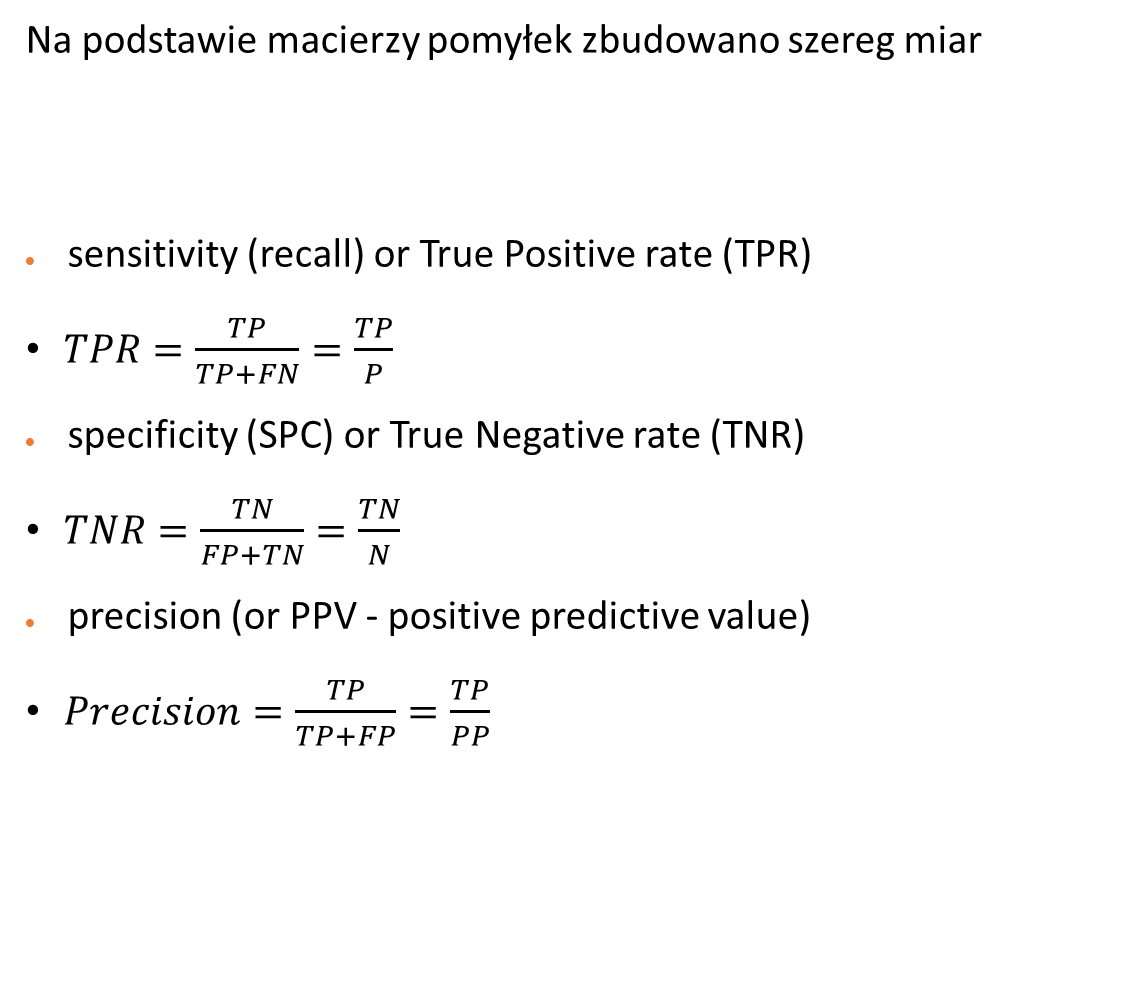 Na podstawie macierzy pomyłek zbudowano szereg miar
• sensitivity (recall) or True Positive rate (TPR)
• TPR = TP/TP+FN = TP/P
• specificity (SPC) or True Negative rate (TNR)
• TNR = TN/FP+TN = TN/N
• precision (or PPV - positive predictive value)
• Precision = TP/TP+FP = TP/PP